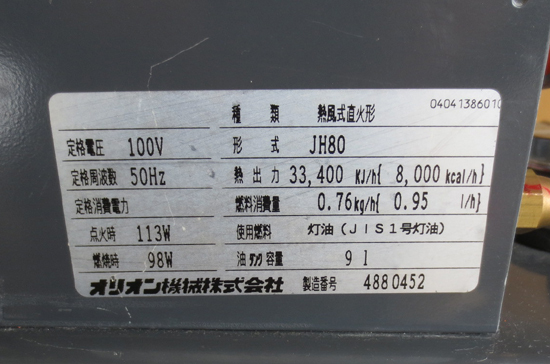 種 類 熱風式直火形 0404138601
定格電圧 100V 形 式 JH80
定格周波数 50Hz 熱 出 力 33,400 KJ/h{ 8,000 kcal/h}
定格消費電力 燃料消費量 0.76kg/h{ 0.95 l/h}
点火時 113W 使用燃料 灯油(JIS1号灯油)
燃焼時 98W 油タンク容量 9 l
オリオン機械株式会社 製造番号 4880452